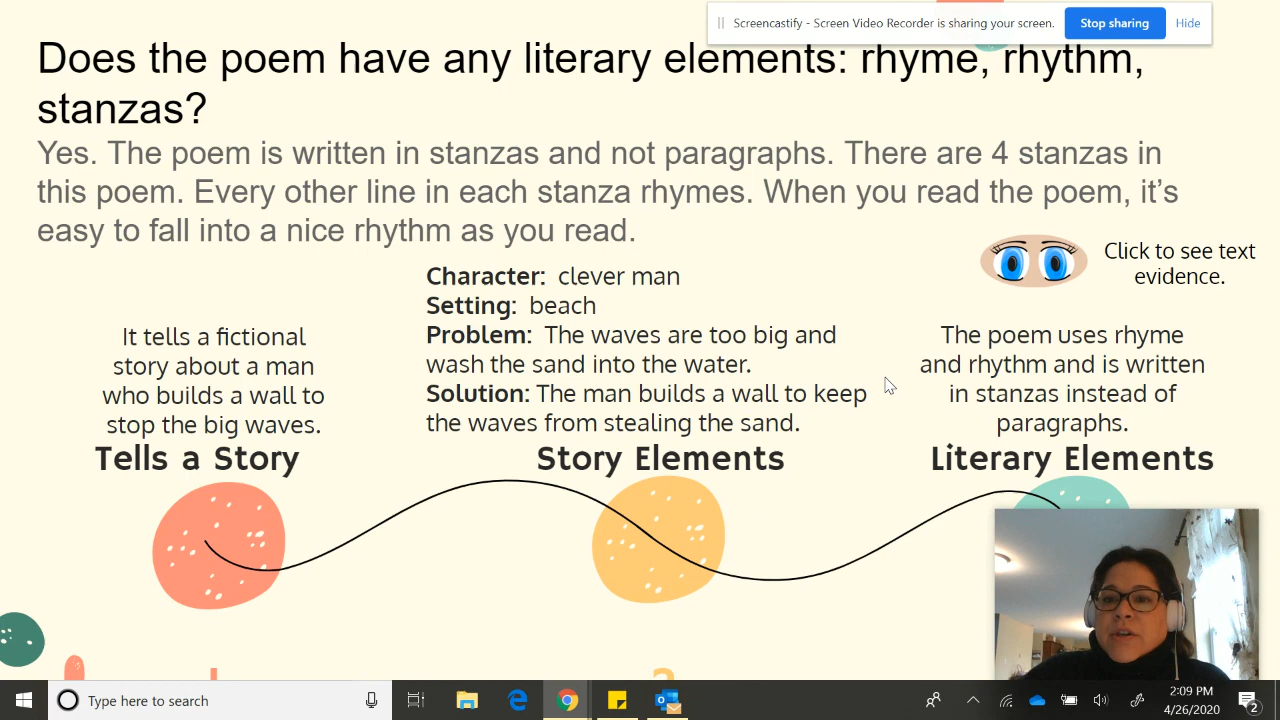 Screencastify - Screen Video Recorder is sharing your screen.
Stop sharing
Hide
Does the poem have any literary elements: rhyme, rhythm,
stanzas?
Yes. The poem is written in stanzas and not paragraphs. There are 4 stanzas in
this poem. Every other line in each stanza rhymes. When you read the poem, it's
easy to fall into a nice rhythm as you read.
Click to see text
evidence.
It tells a fictional
story about a man
who builds a wall to
stop the big waves.
Tells a Story
Character: clever man
Setting: beach
Problem: The waves are too big and
wash the sand into the water.
Solution: The man builds a wall to keep
the waves from stealing the sand.
Story Elements
The poem uses rhyme
and rhythm and is written
in stanzas instead of
paragraphs.
Literary Elements
Type here to search
2:09 PM
4/26/2020
2